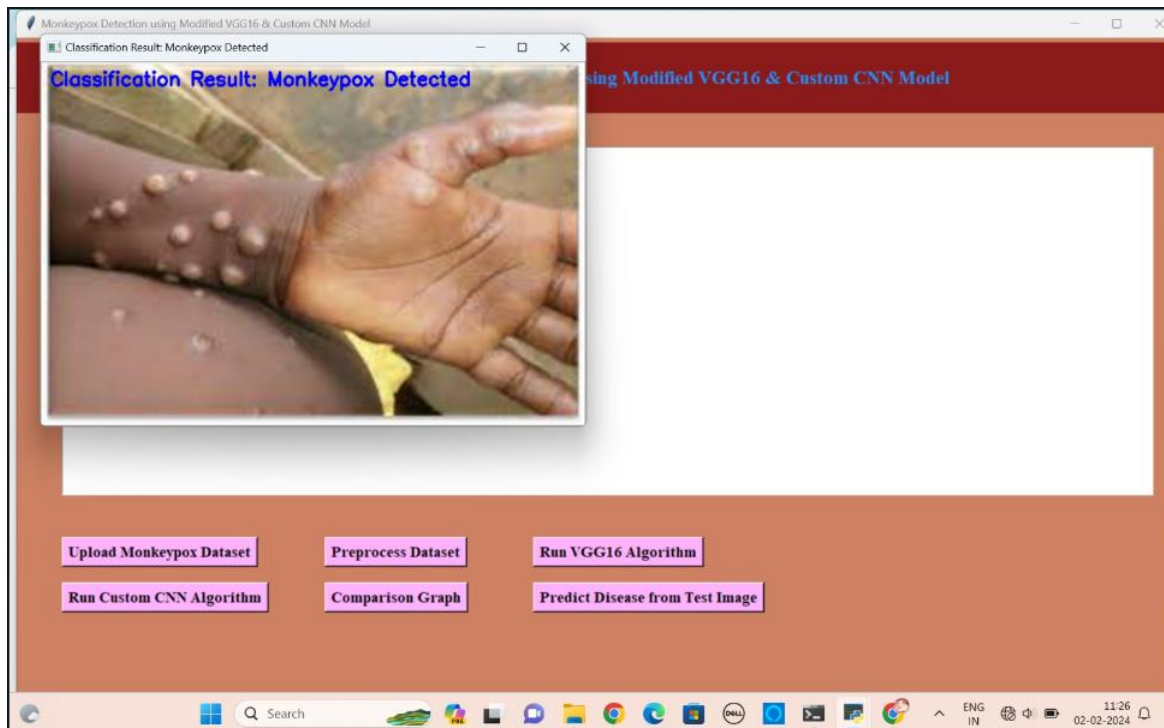 Monkeypox Detection using Modified VGG16 & Custom CNN Model
Classification Result: Monkeypox Detected
Classification Result: Monkeypox Detected
sing Modified VGG16 & Custom CNN Model
Upload Monkeypox Dataset
Preprocess Dataset
Run VGG16 Algorithm
Run Custom CNN Algorithm
Comparison Graph
Predict Disease from Test Image
Search
PRE
DELL
ENG
IN
11:26
02-02-2024